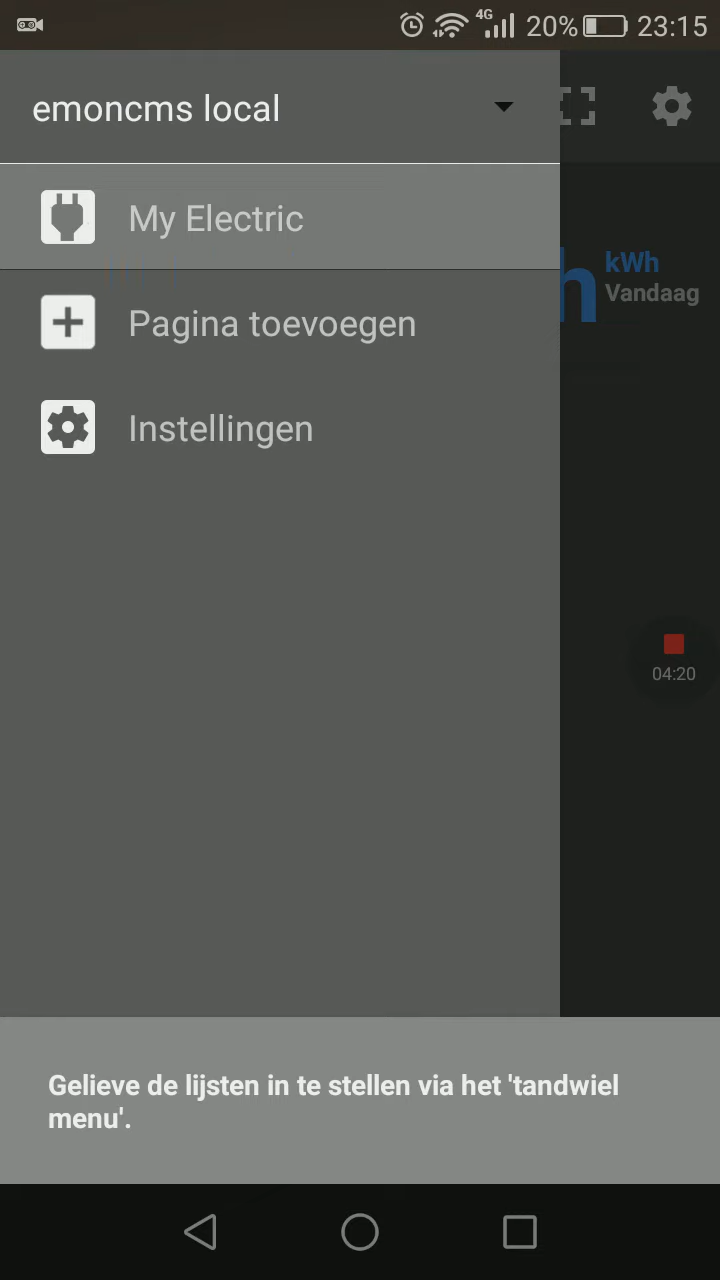 4G
20%
23:15
emoncms local
My Electric
kWh
h
Vandaag
Pagina toevoegen
Instellingen
04:20
Gelieve de lijsten in te stellen via het 'tandwiel
menu'.